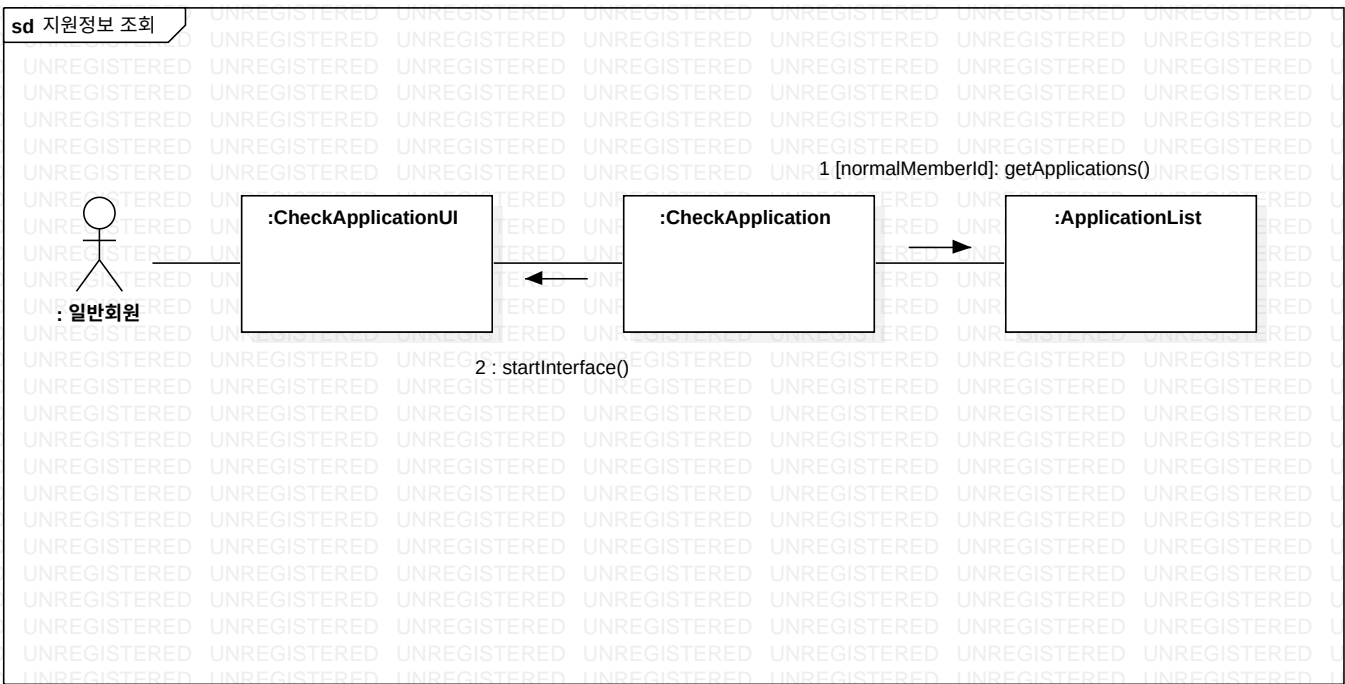 sd 지원정보 조회
1 [normalMemberId]: getApplications()
:CheckApplicationUI
:CheckApplication
:ApplicationList
: 일반회원
2 : startInterface()
UNREGISTERED